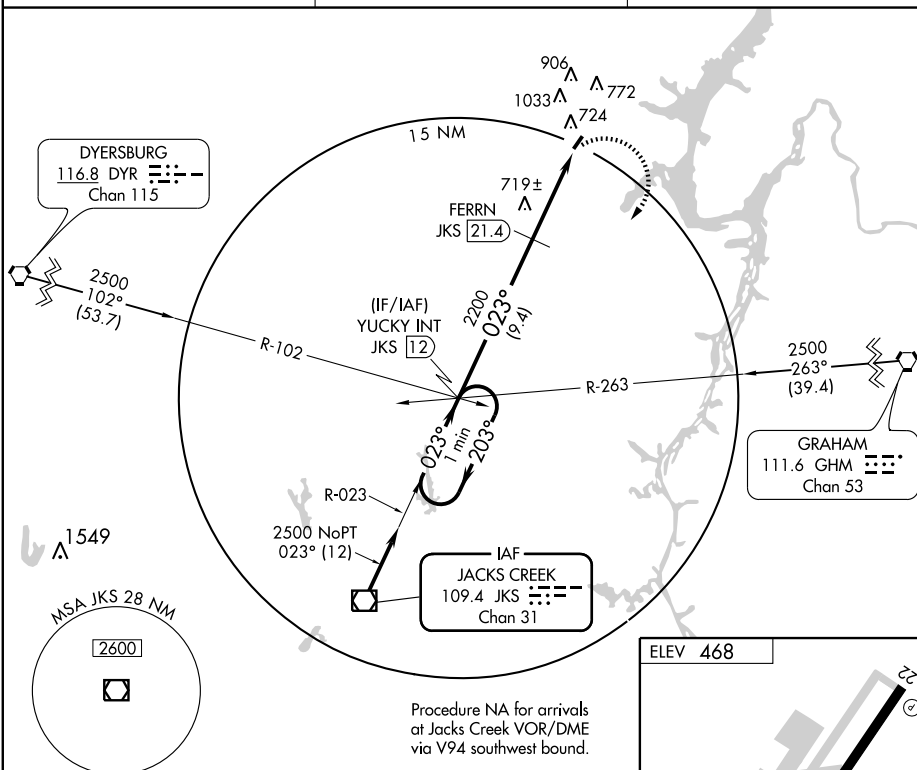 906
772
1033
724
15 NM
DYERSBURG
116.8 DYR
Chan 115
719±
FERRN
JKS 21.4
2500
102°
(53.7)
(IF/IAF)
YUCKY INT
JKS 12
2200
023°
(9.4)
R-102
2500
263°
(39.4)
R-263
GRAHAM
111.6 GHM
Chan 53
023°
1 min
203°
R-023
2500 NoPT
023° (12)
1549
IAF
JACKS CREEK
109.4 JKS
Chan 31
MSA JKS 28 NM
2600
Procedure NA for arrivals
at Jacks Creek VOR/DME
via V94 southwest bound.
ELEV 468
22
P